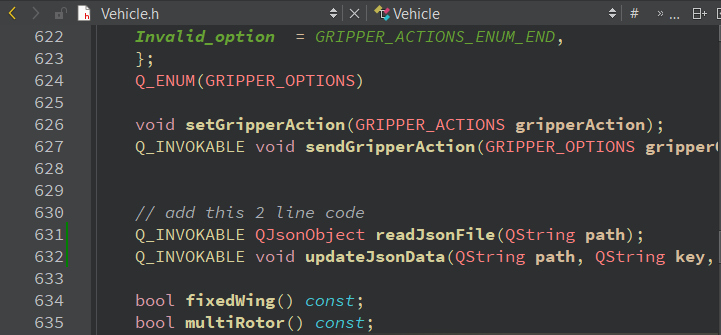 Vehicle.h Vehicle # » ...
622 Invalid_option = GRIPPER_ACTIONS_ENUM_END,
623 };
624 Q_ENUM(GRIPPER_OPTIONS)
625
626 void setGripperAction(GRIPPER_ACTIONS gripperAction);
627 Q_INVOKABLE void sendGripperAction(GRIPPER_OPTIONS gripper
628
629
630 // add this 2 line code
631 Q_INVOKABLE QJsonObject readJsonFile(QString path);
632 Q_INVOKABLE void updateJsonData(QString path, QString key,
633
634 bool fixedWing() const;
635 bool multiRotor() const;